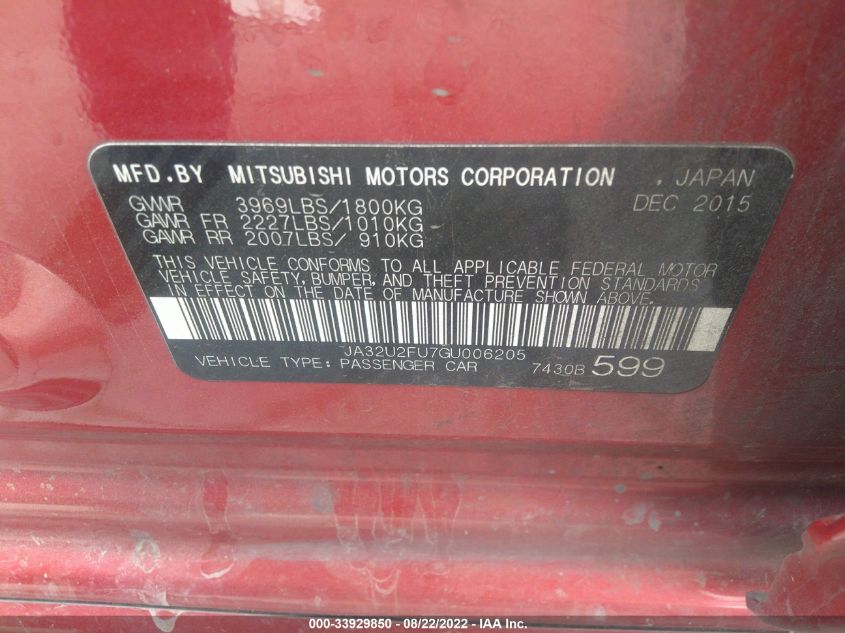 MFD.BY MITSUBISHI MOTORS CORPORATION , JAPAN
GVWR 3969LBS/1800KG DEC 2015
GAWR FR 2227LBS/1010KG
GAWR RR 2007LBS/ 910KG
THIS VEHICLE CONFORMS TO ALL APPLICABLE FEDERAL MOTOR
VEHICLE SAFETY, BUMPER, AND THEFT PREVENTION STANDARDS
IN EFFECT ON THE DATE OF MANUFACTURE SHOWN ABOVE.
JA32U2FU7GU006205
VEHICLE TYPE: PASSENGER CAR 7430B 599
000-33929850 - 08/22/2022 - IAA Inc.